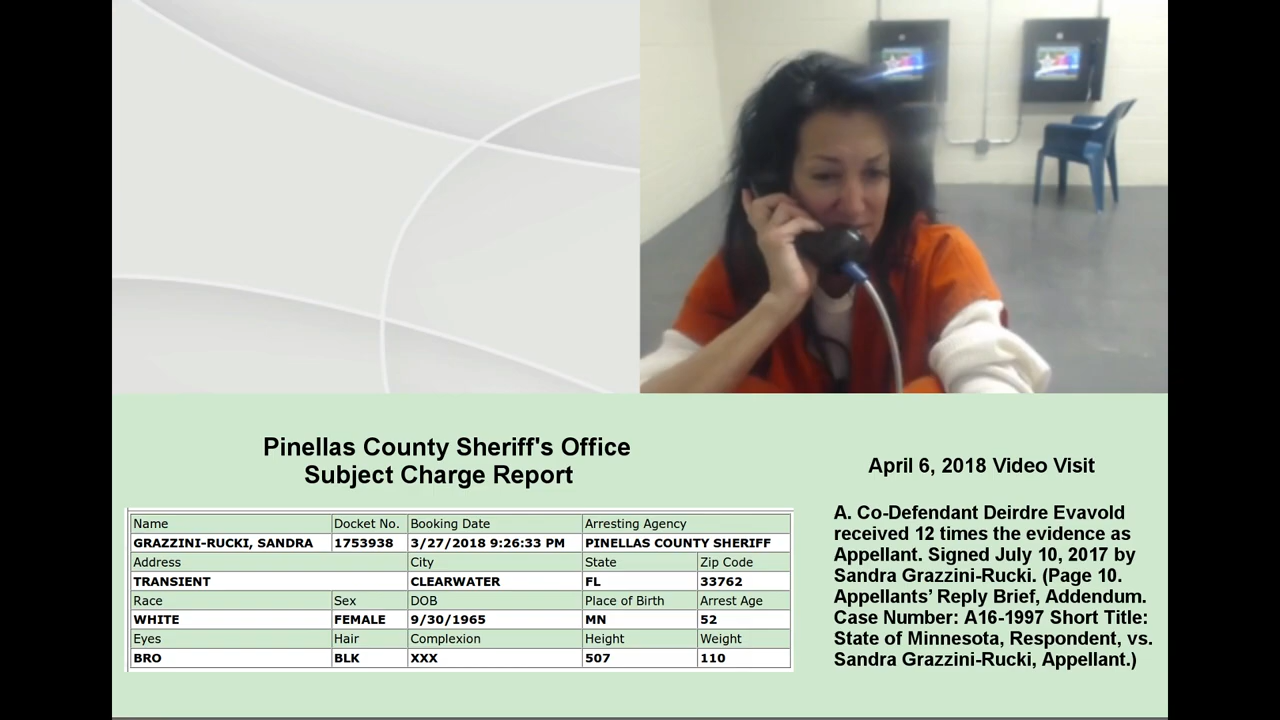 Pinellas County Sheriff's Office
Subject Charge Report
Name Docket No. Booking Date Arresting Agency
GRAZZINI-RUCKI, SANDRA 1753938 3/27/2018 9:26:33 PM PINELLAS COUNTY SHERIFF
Address City State Zip Code
TRANSIENT CLEARWATER FL 33762
Race Sex DOB Place of Birth Arrest Age
WHITE FEMALE 9/30/1965 MN 52
Eyes Hair Complexion Height Weight
BRO BLK XXX 507 110
April 6, 2018 Video Visit
A. Co-Defendant Deirdre Evavold
received 12 times the evidence as
Appellant. Signed July 10, 2017 by
Sandra Grazzini-Rucki. (Page 10.
Appellants’ Reply Brief, Addendum.
Case Number: A16-1997 Short Title:
State of Minnesota, Respondent, vs.
Sandra Grazzini-Rucki, Appellant.)